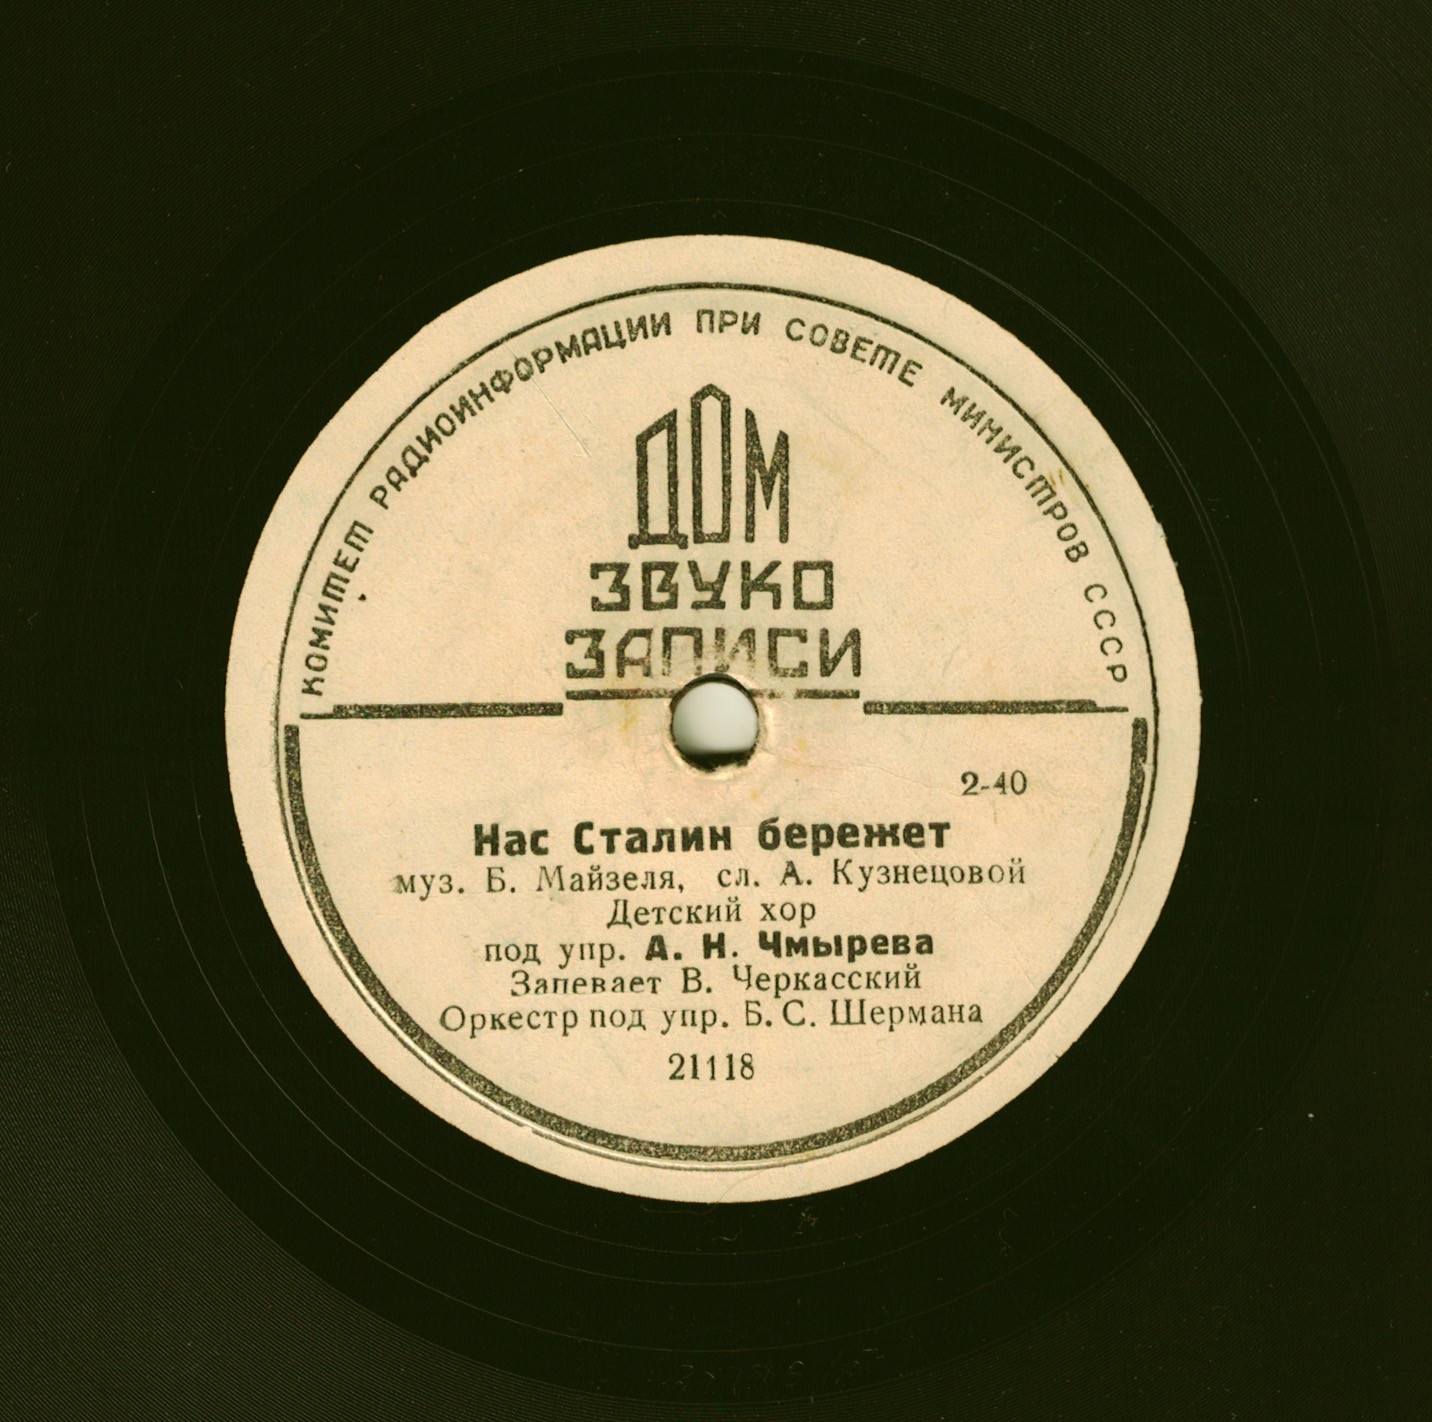 КОМИТЕТ РАДИОИНФОРМАЦИИ ПРИ СОВЕТЕ МИНИСТРОВ СССР
ДОМ
ЗВУКО
ЗАПИСИ
2-40
Нас Сталин бережет
муз. Б. Майзеля, сл. А. Кузнецовой
Детский хор
под упр. А. Н. Чмырева
Запевает В. Черкасский
Оркестр под упр. Б. С. Шермана
21118